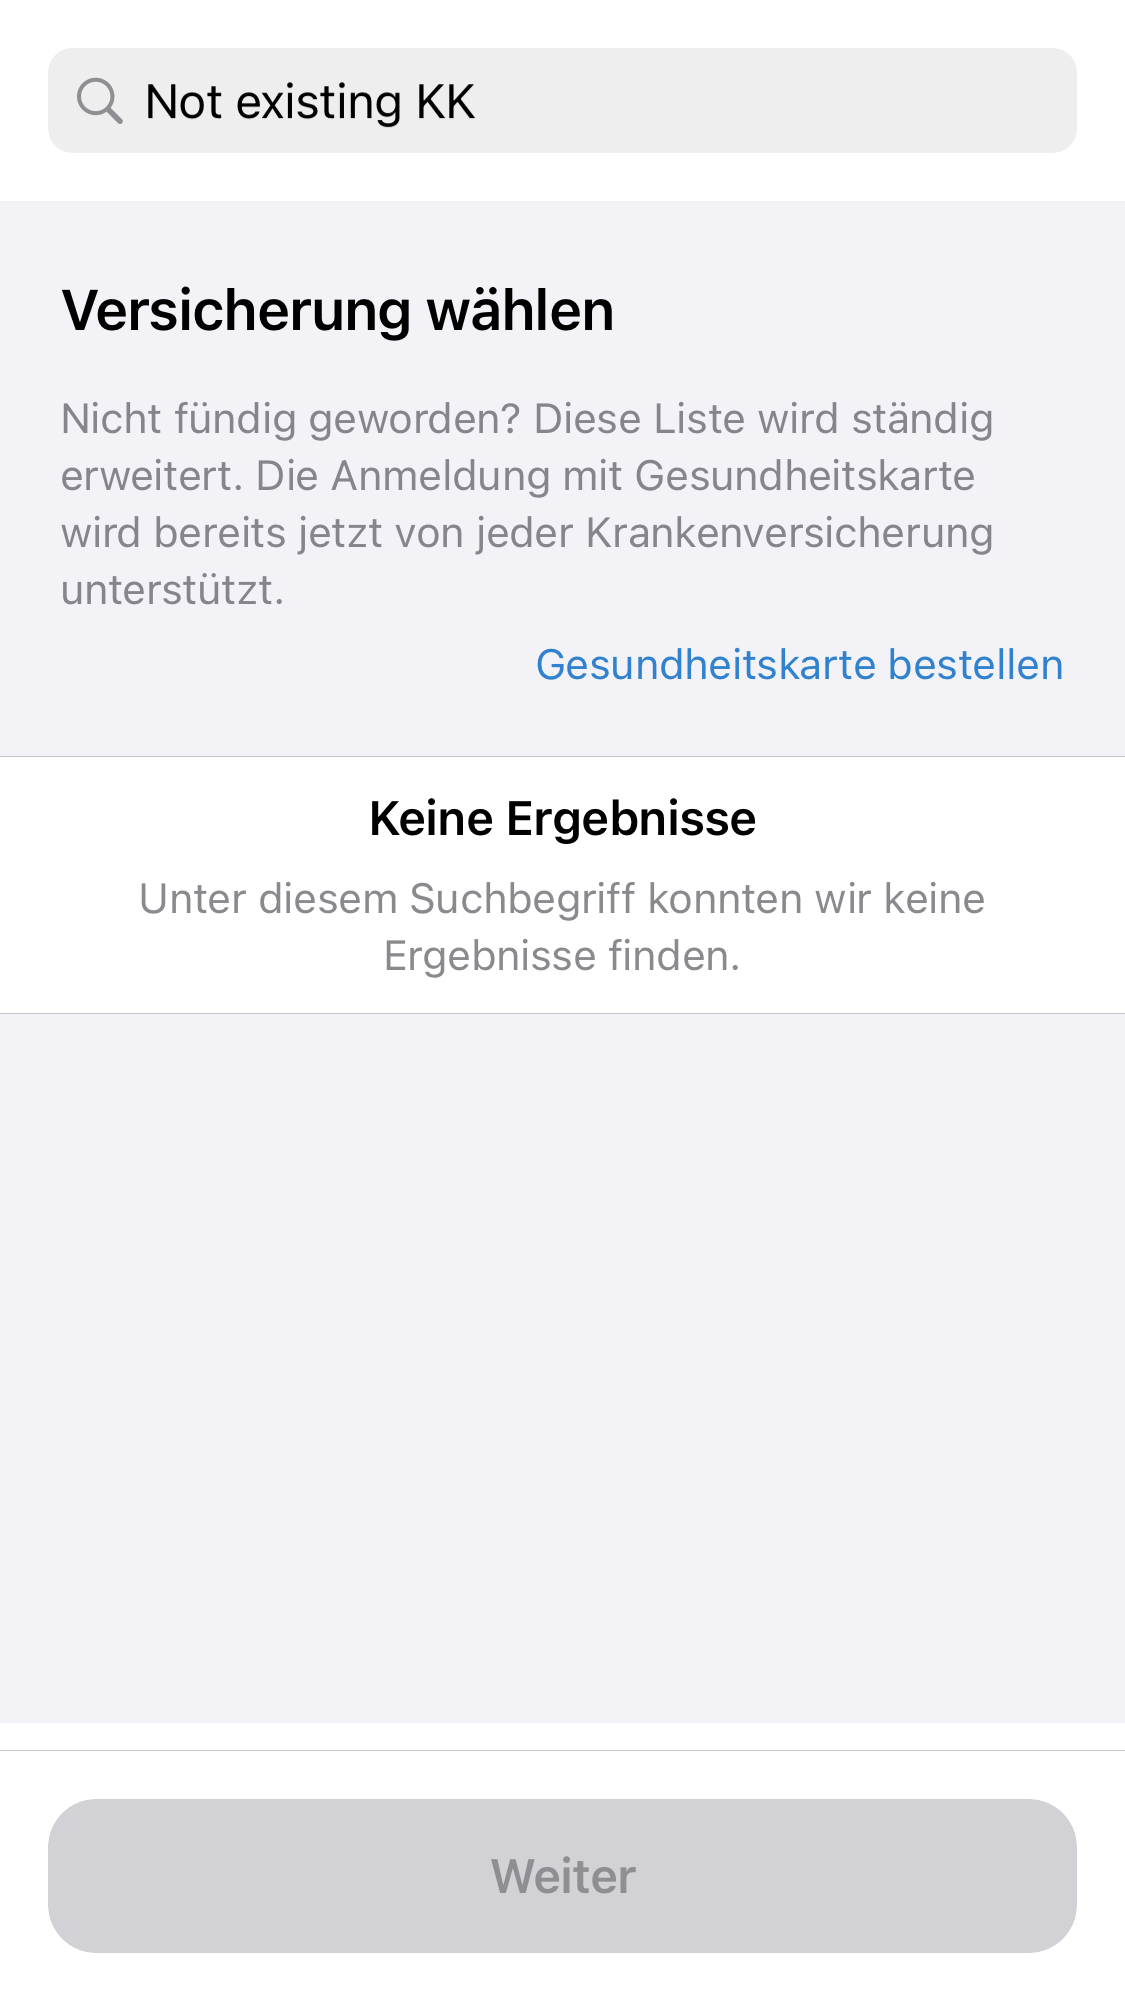 Not existing KK
Versicherung wählen
Nicht fündig geworden? Diese Liste wird ständig
erweitert. Die Anmeldung mit Gesundheitskarte
wird bereits jetzt von jeder Krankenversicherung
unterstützt.
Gesundheitskarte bestellen
Keine Ergebnisse
Unter diesem Suchbegriff konnten wir keine
Ergebnisse finden.
Weiter